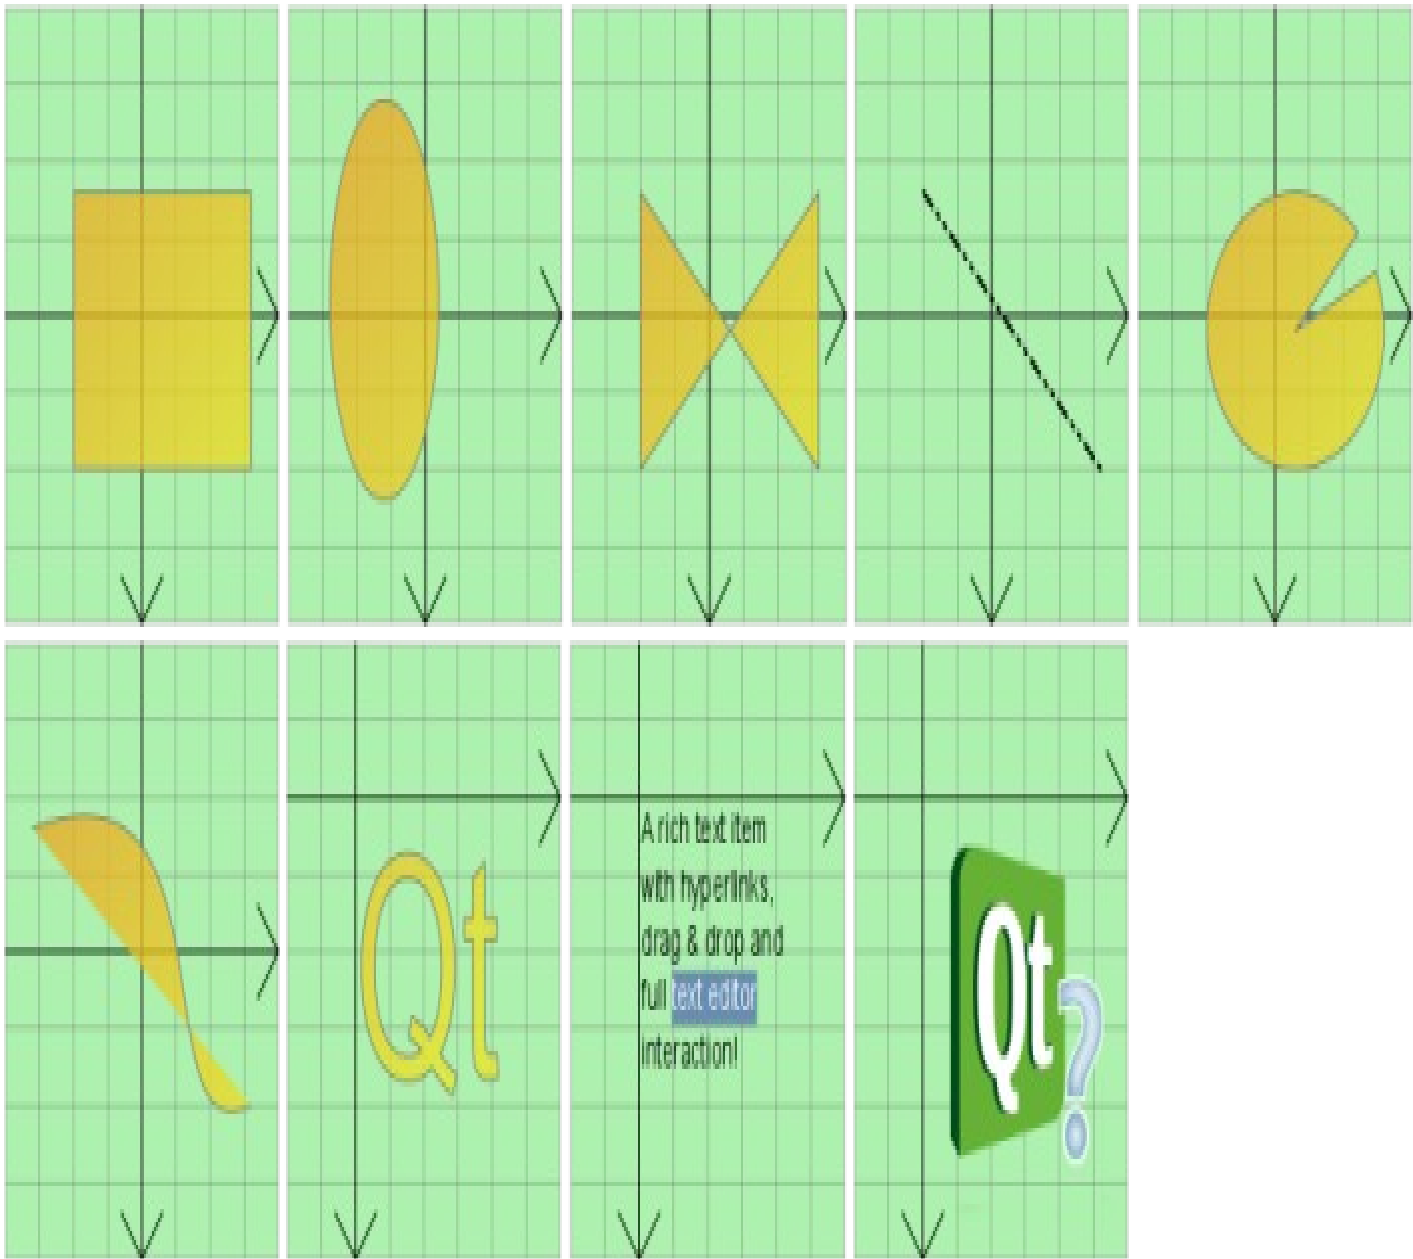 Qt
A rich text item
with hyperlinks,
drag & drop and
full text editor
interaction!
Qt
?